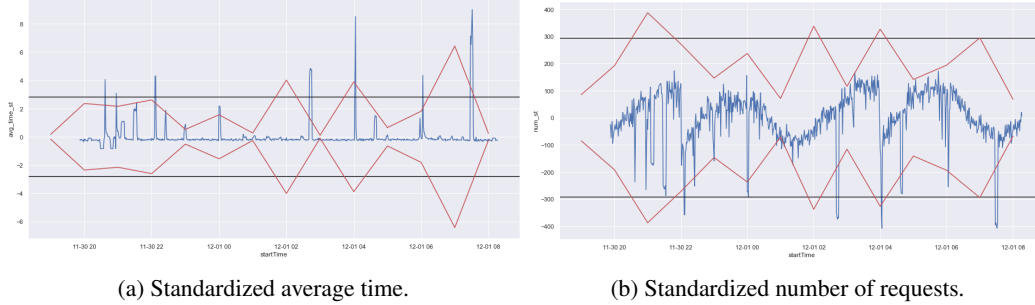 8
6
4
2
0
−2
−4
−6
avg_time_st
11-30 20 11-30 22 12-01 00 12-01 02 12-01 04 12-01 06 12-01 08
startTime
(a) Standardized average time.
400
300
200
100
0
−100
−200
−300
−400
num_st
11-30 20 11-30 22 12-01 00 12-01 02 12-01 04 12-01 06 12-01 08
startTime
(b) Standardized number of requests.